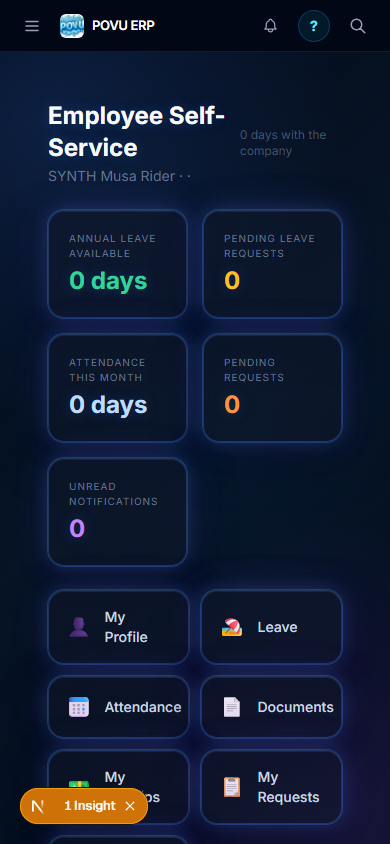 POVU ERP
?
Employee Self-
Service
0 days with the
company
SYNTH Musa Rider · ·
ANNUAL LEAVE
AVAILABLE
0 days
PENDING LEAVE
REQUESTS
0
ATTENDANCE
THIS MONTH
0 days
PENDING
REQUESTS
0
UNREAD
NOTIFICATIONS
0
My
Profile
Leave
Attendance
Documents
My
My
Requests
N 1 Insight ×